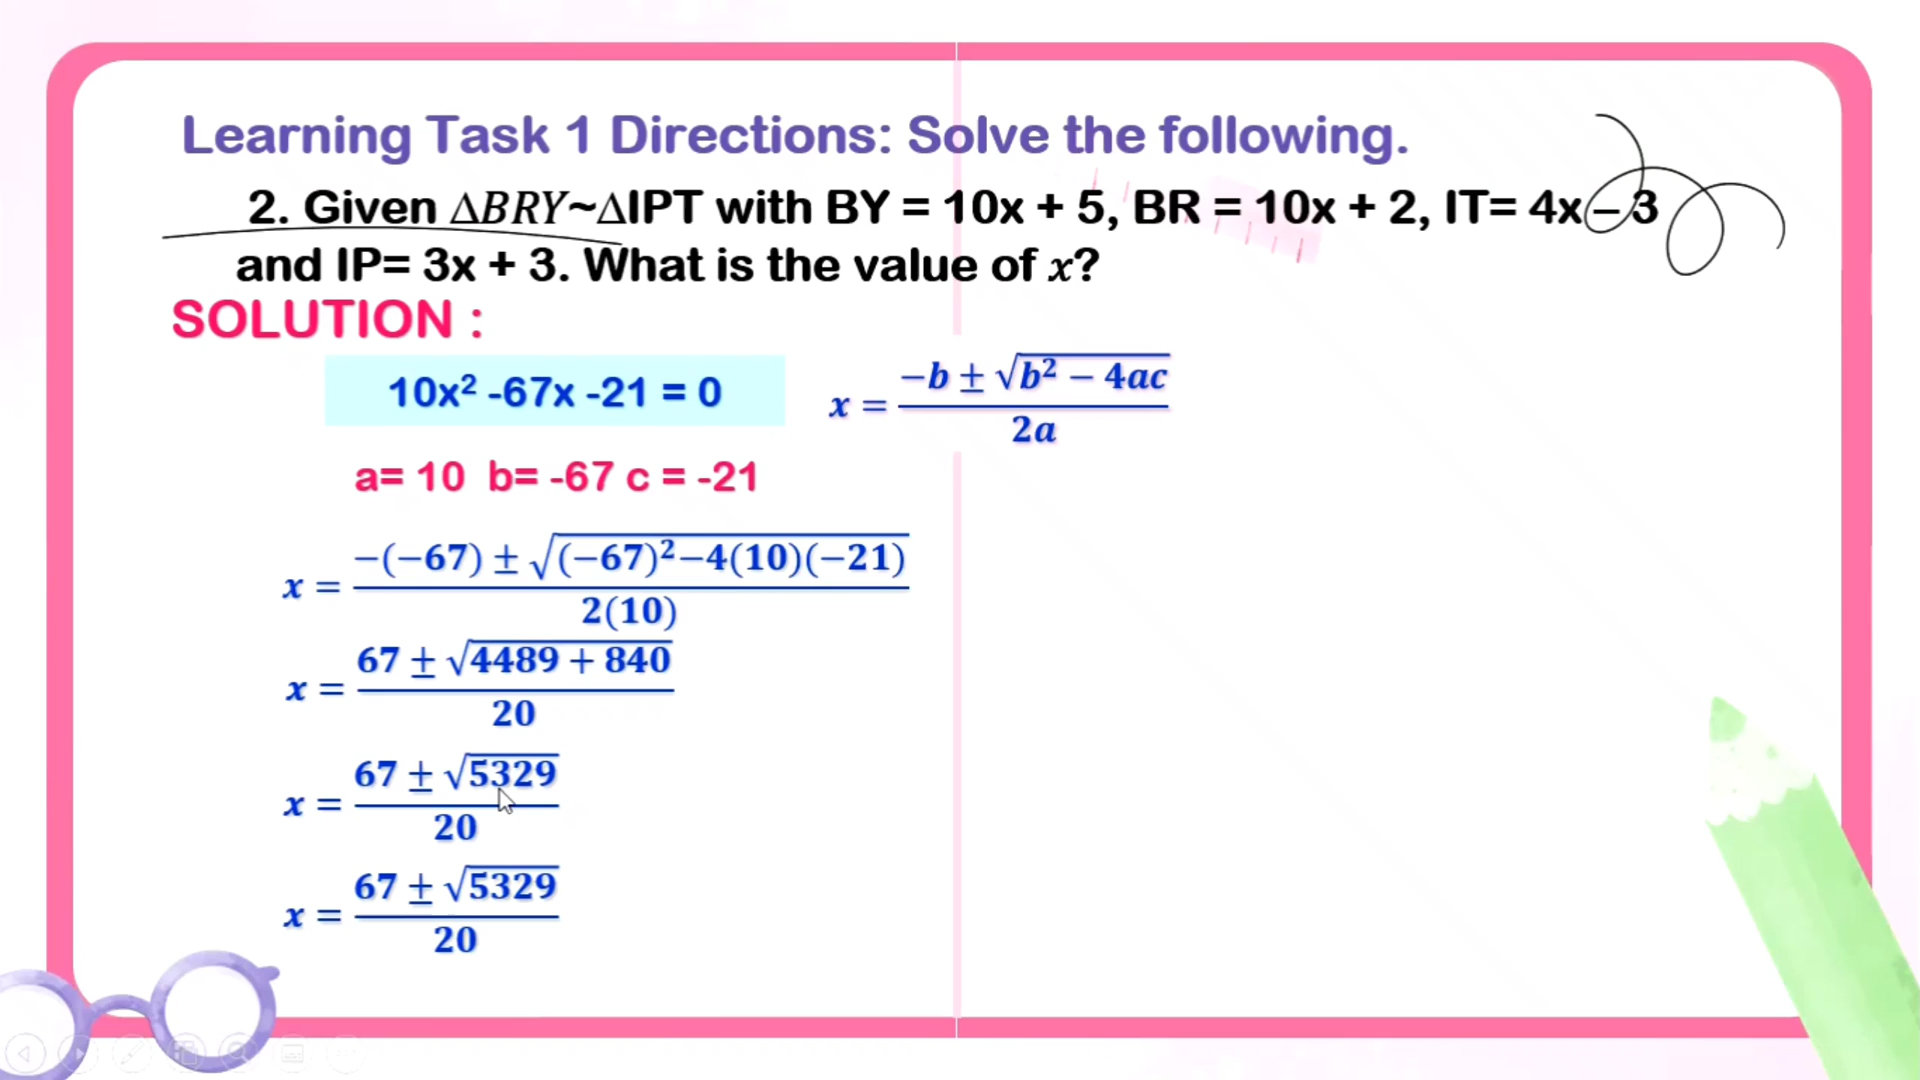 Learning Task 1 Directions: Solve the following.
2. Given ∆BRY~∆IPT with BY = 10x + 5, BR = 10x + 2, IT= 4x – 3
and IP= 3x + 3. What is the value of x?
SOLUTION :
10x² -67x -21 = 0
x = (−b ± √(b² − 4ac)) / 2a
a= 10 b= -67 c = -21
x = (−(−67) ± √((−67)²−4(10)(−21))) / 2(10)
x = (67 ± √(4489 + 840)) / 20
x = (67 ± √5329) / 20
x = (67 ± √5329) / 20